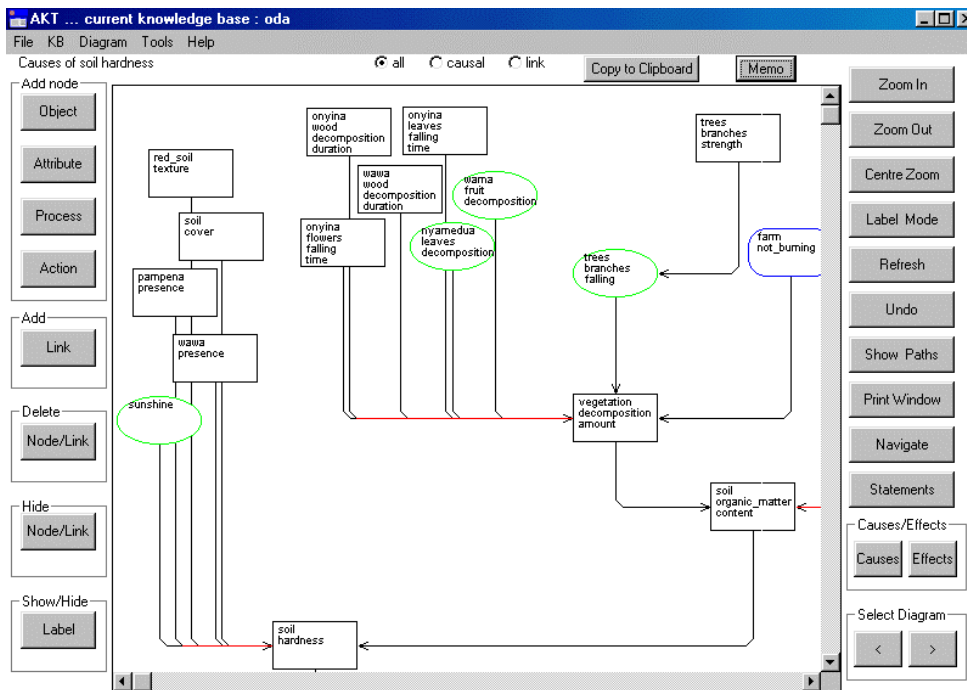 AKT ... current knowledge base : oda
File KB Diagram Tools Help
Causes of soil hardness
all causal link
Copy to Clipboard
Memo
Add node
Object
Attribute
Process
Action
Add
Link
Delete
Node/Link
Hide
Node/Link
Show/Hide
Label
onyina
wood
decomposition
duration
onyina
leaves
falling
time
trees
branches
strength
red_soil
texture
wawa
wood
decomposition
duration
wama
fruit
decomposition
soil
cover
onyina
flowers
falling
time
nyamedua
leaves
decomposition
farm
not_burning
trees
branches
falling
pampena
presence
wawa
presence
sunshine
vegetation
decomposition
amount
soil
organic_matter
content
soil
hardness
Zoom In
Zoom Out
Centre Zoom
Label Mode
Refresh
Undo
Show Paths
Print Window
Navigate
Statements
Causes/Effects
Causes Effects
Select Diagram
< >